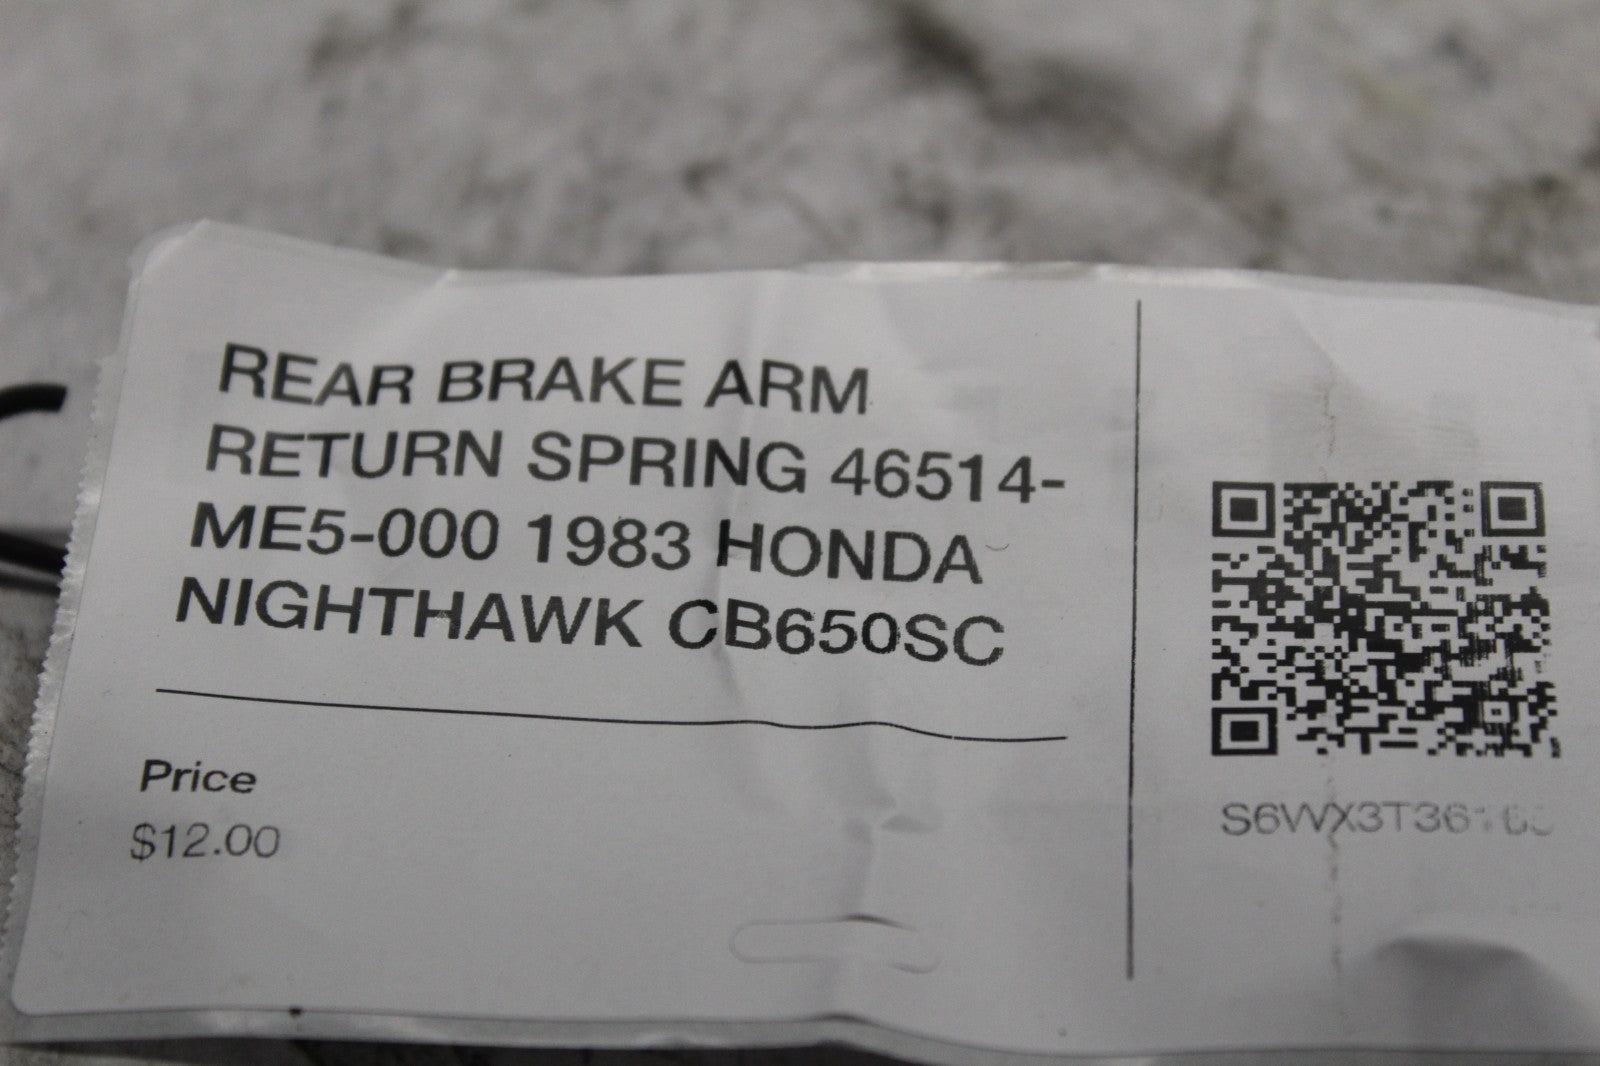 REAR BRAKE ARM
RETURN SPRING 46514-
ME5-000 1983 HONDA
NIGHTHAWK CB650SC
Price
$12.00